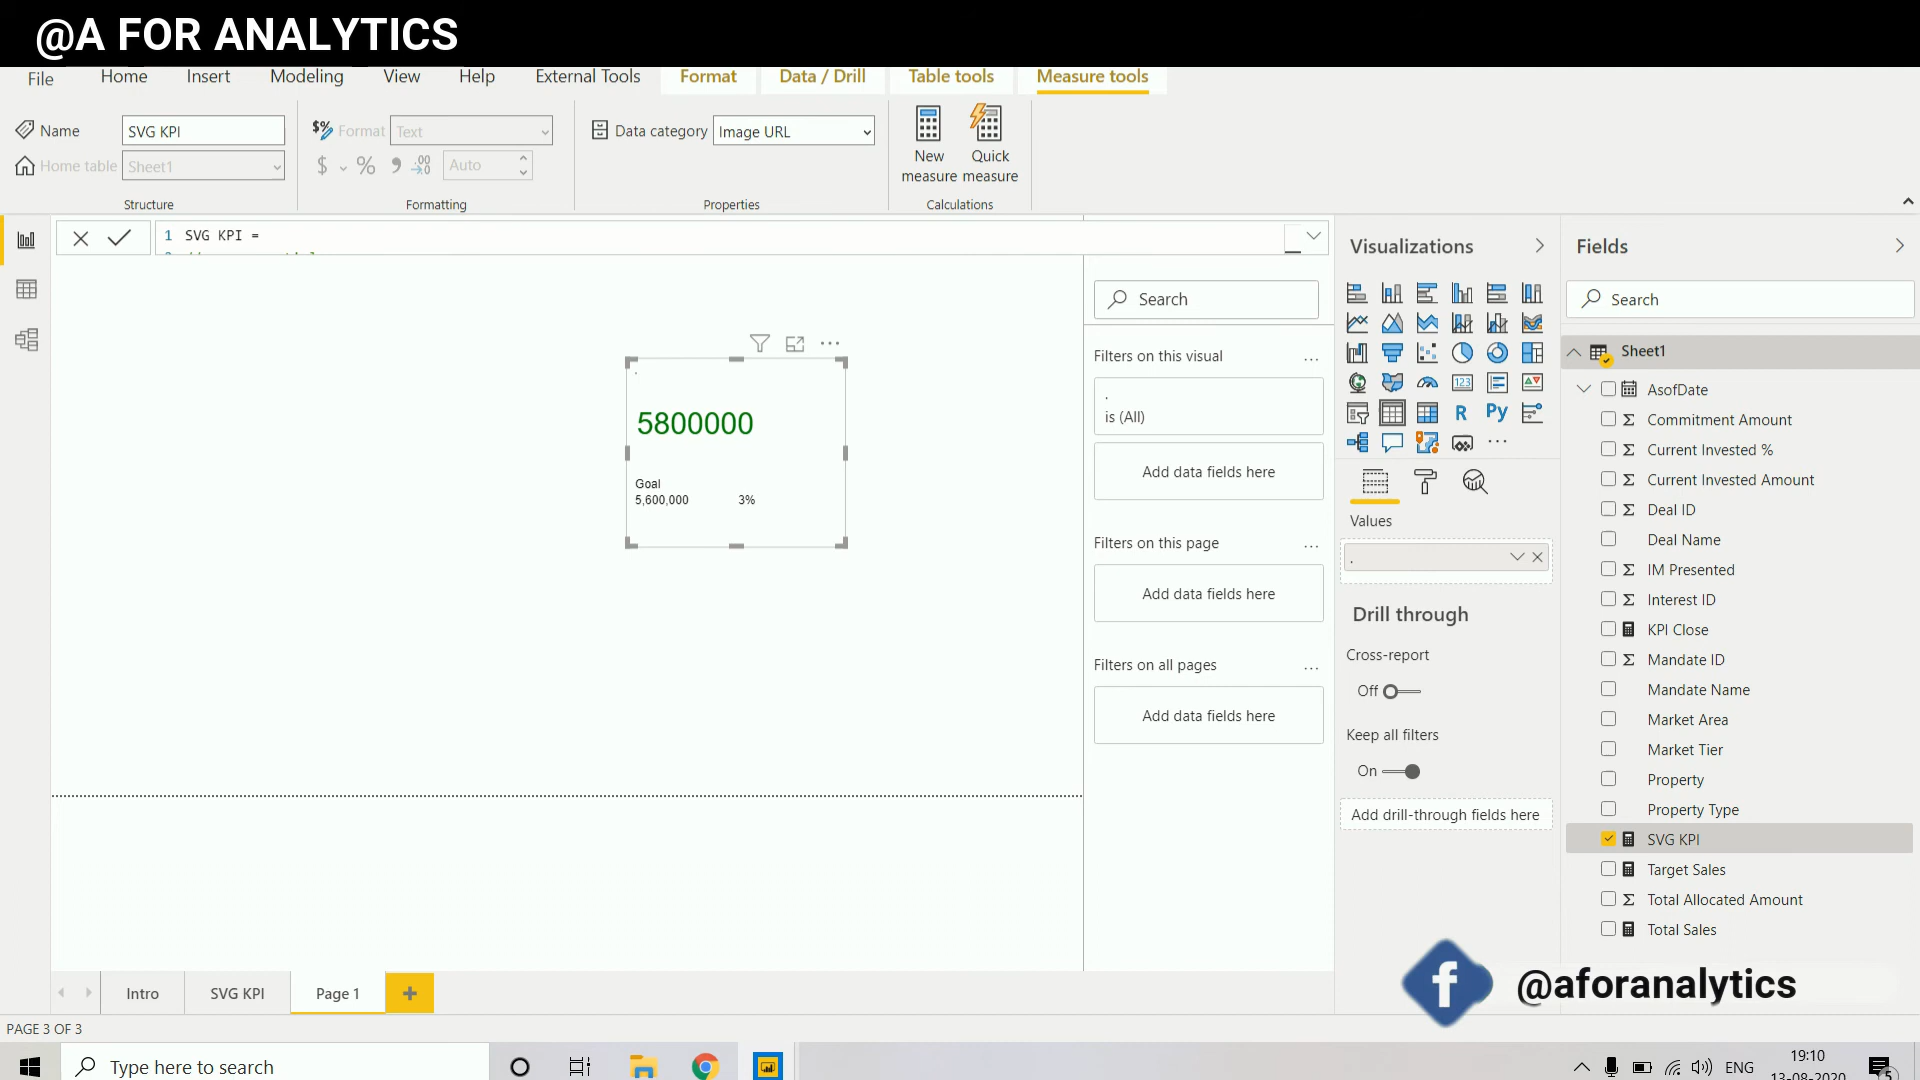 @A FOR ANALYTICS
File Home Insert Modeling View Help External Tools Format Data / Drill Table tools Measure tools
Name SVG KPI
Home table Sheet1
Structure
$% Format Text
$ % , .00 Auto
Formatting
Data category Image URL
Properties
New measure
Quick measure
Calculations
1 SVG KPI =
.
5800000
Goal
5,600,000 3%
Search
Filters on this visual ...
.
is (All)
Add data fields here
Filters on this page ...
Add data fields here
Filters on all pages ...
Add data fields here
Visualizations
123
R Py ...
Values
.
Drill through
Cross-report
Off
Keep all filters
On
Add drill-through fields here
Fields
Search
Sheet1
AsofDate
Σ Commitment Amount
Σ Current Invested %
Σ Current Invested Amount
Σ Deal ID
Deal Name
Σ IM Presented
Σ Interest ID
KPI Close
Σ Mandate ID
Mandate Name
Market Area
Market Tier
Property
Property Type
SVG KPI
Target Sales
Σ Total Allocated Amount
Total Sales
f @aforanalytics
Intro SVG KPI Page 1 +
PAGE 3 OF 3
Type here to search
ENG
19:10
13-08-2020
5